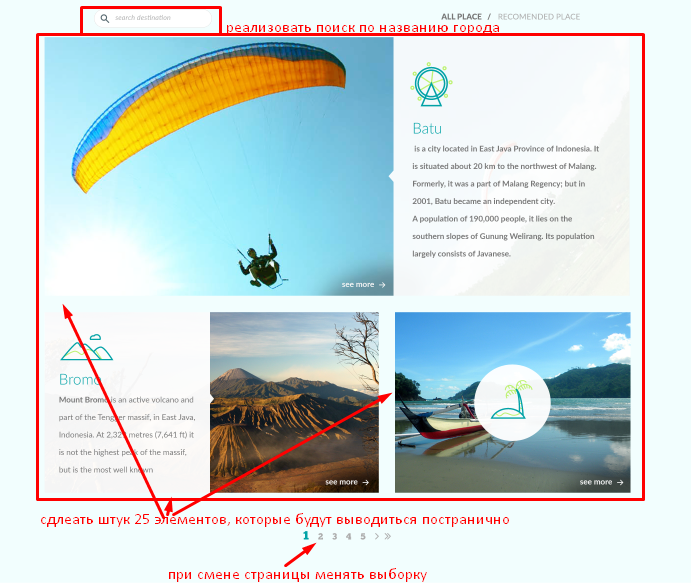 search destination
ALL PLACE / RECOMENDED PLACE
реализовать поиск по названию города
Batu
is a city located in East Java Province of Indonesia. It
is situated about 20 km to the northwest of Malang.
Formerly, it was a part of Malang Regency; but in
2001, Batu became an independent city.
A population of 190,000 people, it lies on the
southern slopes of Gunung Welirang. Its population
largely consists of Javanese.
see more →
Bromo
Mount Bromo is an active volcano and
part of the Tengger massif, in East Java,
Indonesia. At 2,329 metres (7,641 ft) it
is not the highest peak of the massif,
but is the most well known
see more →
see more →
сдлеать штук 25 элементов, которые будут выводиться постранично
1 2 3 4 5 > »
при смене страницы менять выборку